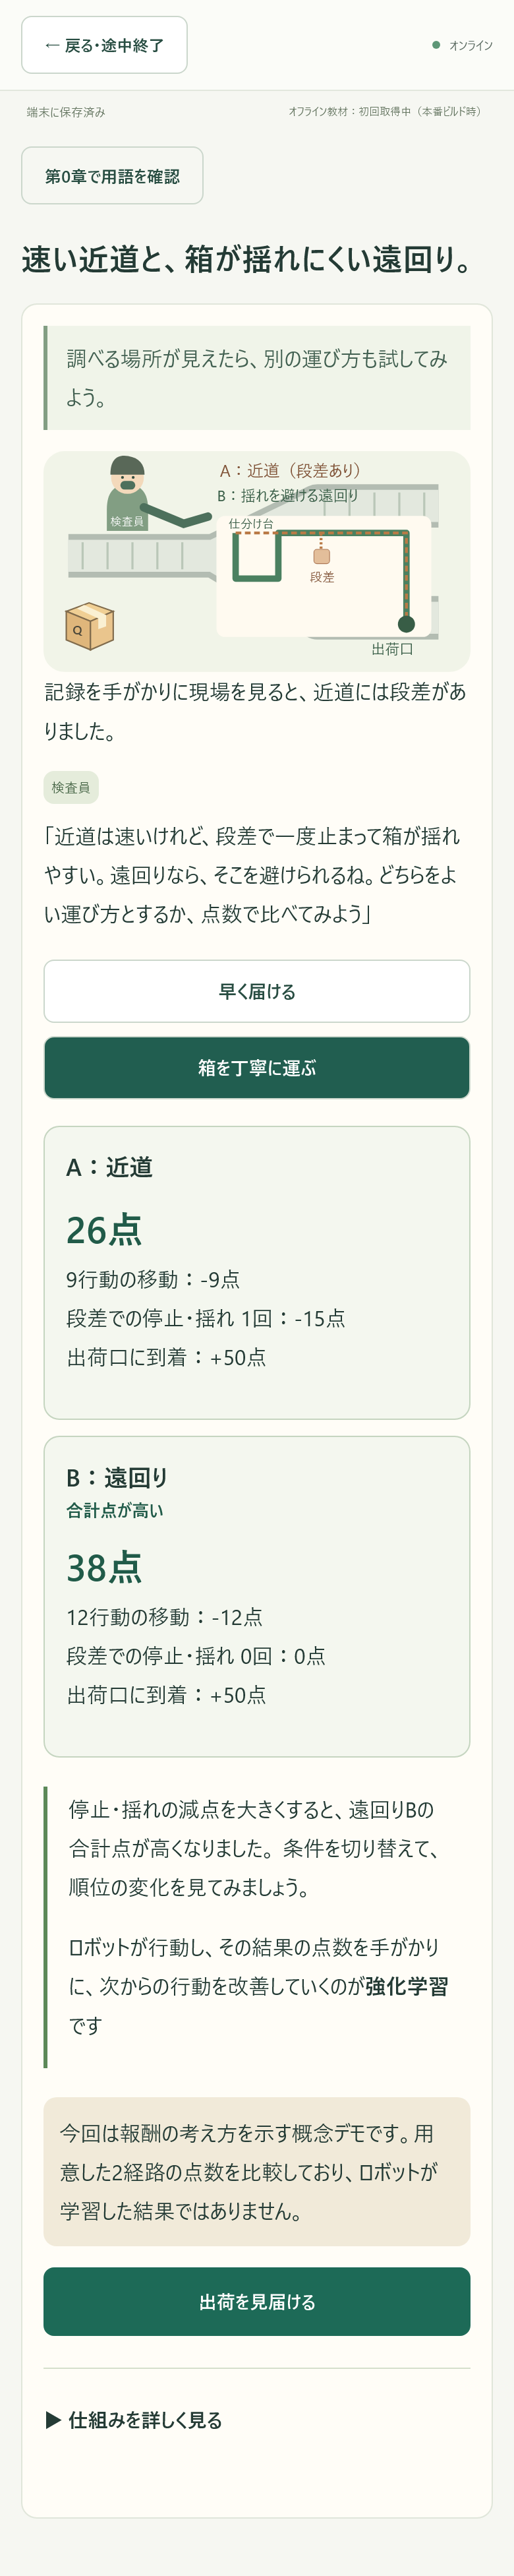 ← 戻る・途中終了
オンライン
端末に保存済み
オフライン教材：初回取得中（本番ビルド時）
第0章で用語を確認
速い近道と、箱が揺れにくい遠回り。
調べる場所が見えたら、別の運び方も試してみ
よう。
A：近道（段差あり）
B：揺れを避ける遠回り
検査員
仕分け台
段差
Q
出荷口
記録を手がかりに現場を見ると、近道には段差があ
りました。
検査員
「近道は速いけれど、段差で一度止まって箱が揺れ
やすい。遠回りなら、そこを避けられるね。どちらをよ
い運び方とするか、点数で比べてみよう」
早く届ける
箱を丁寧に運ぶ
A：近道
26点
9行動の移動：-9点
段差での停止・揺れ 1回：-15点
出荷口に到着：+50点
B：遠回り
合計点が高い
38点
12行動の移動：-12点
段差での停止・揺れ 0回：0点
出荷口に到着：+50点
停止・揺れの減点を大きくすると、遠回りBの
合計点が高くなりました。条件を切り替えて、
順位の変化を見てみましょう。
ロボットが行動し、その結果の点数を手がかり
に、次からの行動を改善していくのが強化学習
です
今回は報酬の考え方を示す概念デモです。用
意した2経路の点数を比較しており、ロボットが
学習した結果ではありません。
出荷を見届ける
▶ 仕組みを詳しく見る